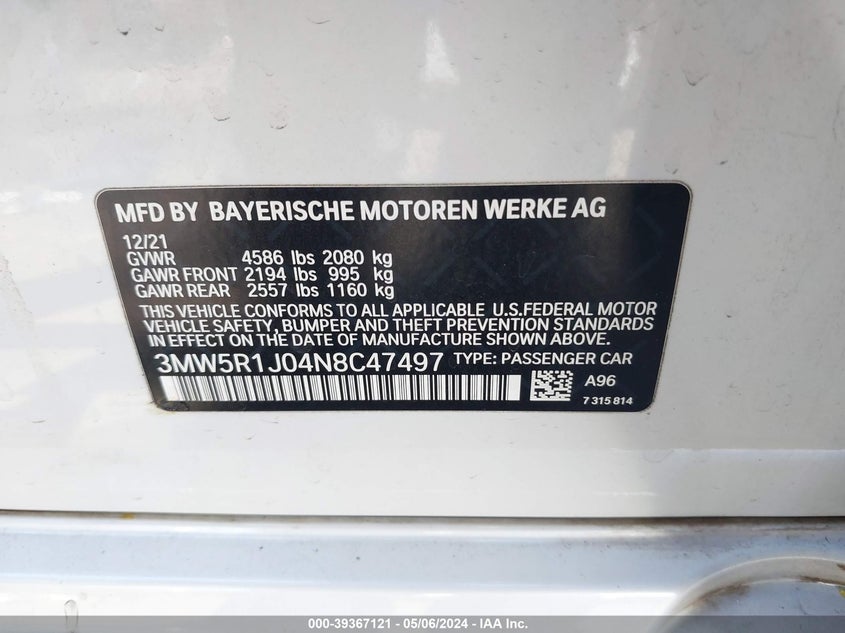 MFD BY BAYERISCHE MOTOREN WERKE AG
12/21
GVWR 4586 lbs 2080 kg
GAWR FRONT 2194 lbs 995 kg
GAWR REAR 2557 lbs 1160 kg
THIS VEHICLE CONFORMS TO ALL APPLICABLE U.S.FEDERAL MOTOR
VEHICLE SAFETY, BUMPER AND THEFT PREVENTION STANDARDS
IN EFFECT ON THE DATE OF MANUFACTURE SHOWN ABOVE.
3MW5R1J04N8C47497 TYPE: PASSENGER CAR
A96
7 315 814
000-39367121 - 05/06/2024 - IAA Inc.